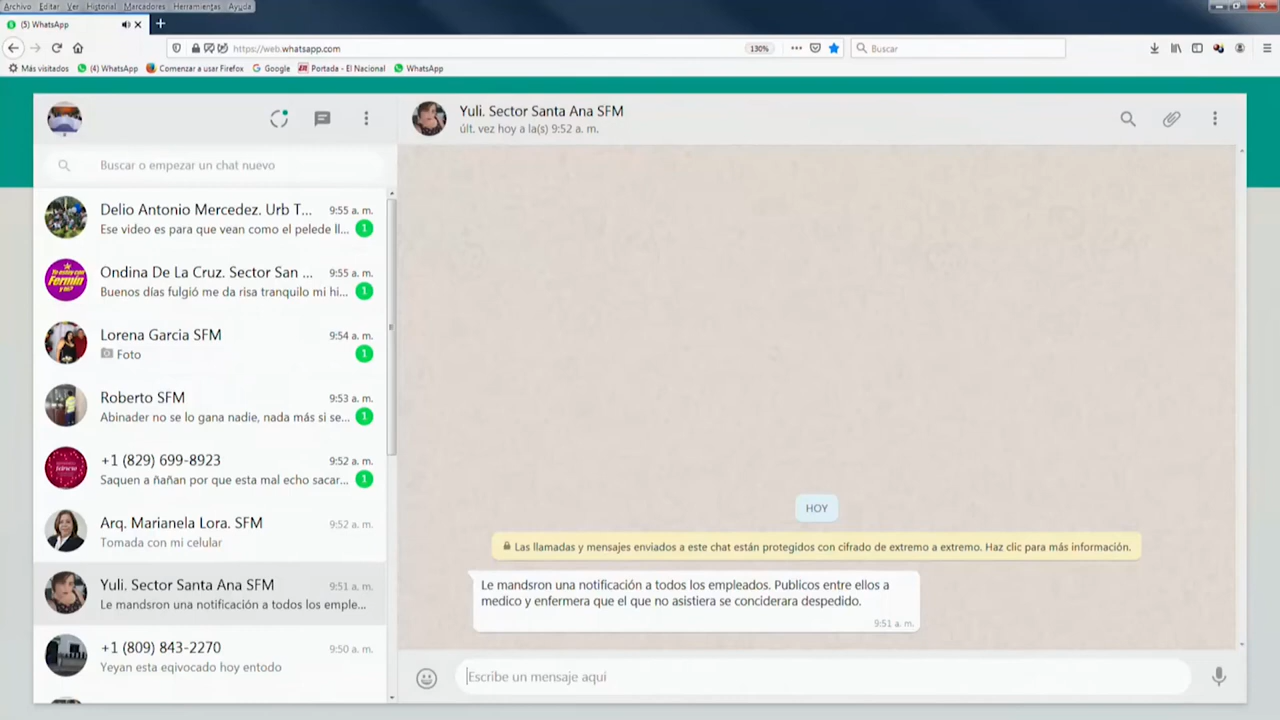 Archivo Editar Ver Historial Marcadores Herramientas Ayuda
(5) WhatsApp
https://web.whatsapp.com
130%
Buscar
Más visitados
(4) WhatsApp
Comenzar a usar Firefox
Google
Portada - El Nacional
WhatsApp
Buscar o empezar un chat nuevo
Delio Antonio Mercedez. Urb T...
9:55 a. m.
Ese video es para que vean como el pelede ll...
1
Ondina De La Cruz. Sector San ...
9:55 a. m.
Buenos días fulgió me da risa tranquilo mi hi...
1
Yo estoy con
Fermín
Lorena Garcia SFM
9:54 a. m.
Foto
1
Roberto SFM
9:53 a. m.
Abinader no se lo gana nadie, nada más si se...
1
+1 (829) 699-8923
9:52 a. m.
Saquen a ñañan por que esta mal echo sacar...
1
Arq. Marianela Lora. SFM
9:52 a. m.
Tomada con mi celular
Yuli. Sector Santa Ana SFM
9:51 a. m.
Le mandsron una notificación a todos los emple...
+1 (809) 843-2270
9:50 a. m.
Yeyan esta eqivocado hoy entodo
Yuli. Sector Santa Ana SFM
últ. vez hoy a la(s) 9:52 a. m.
HOY
Las llamadas y mensajes enviados a este chat están protegidos con cifrado de extremo a extremo. Haz clic para más información.
Le mandsron una notificación a todos los empleados. Publicos entre ellos a
medico y enfermera que el que no asistiera se conciderara despedido.
9:51 a. m.
Escribe un mensaje aquí